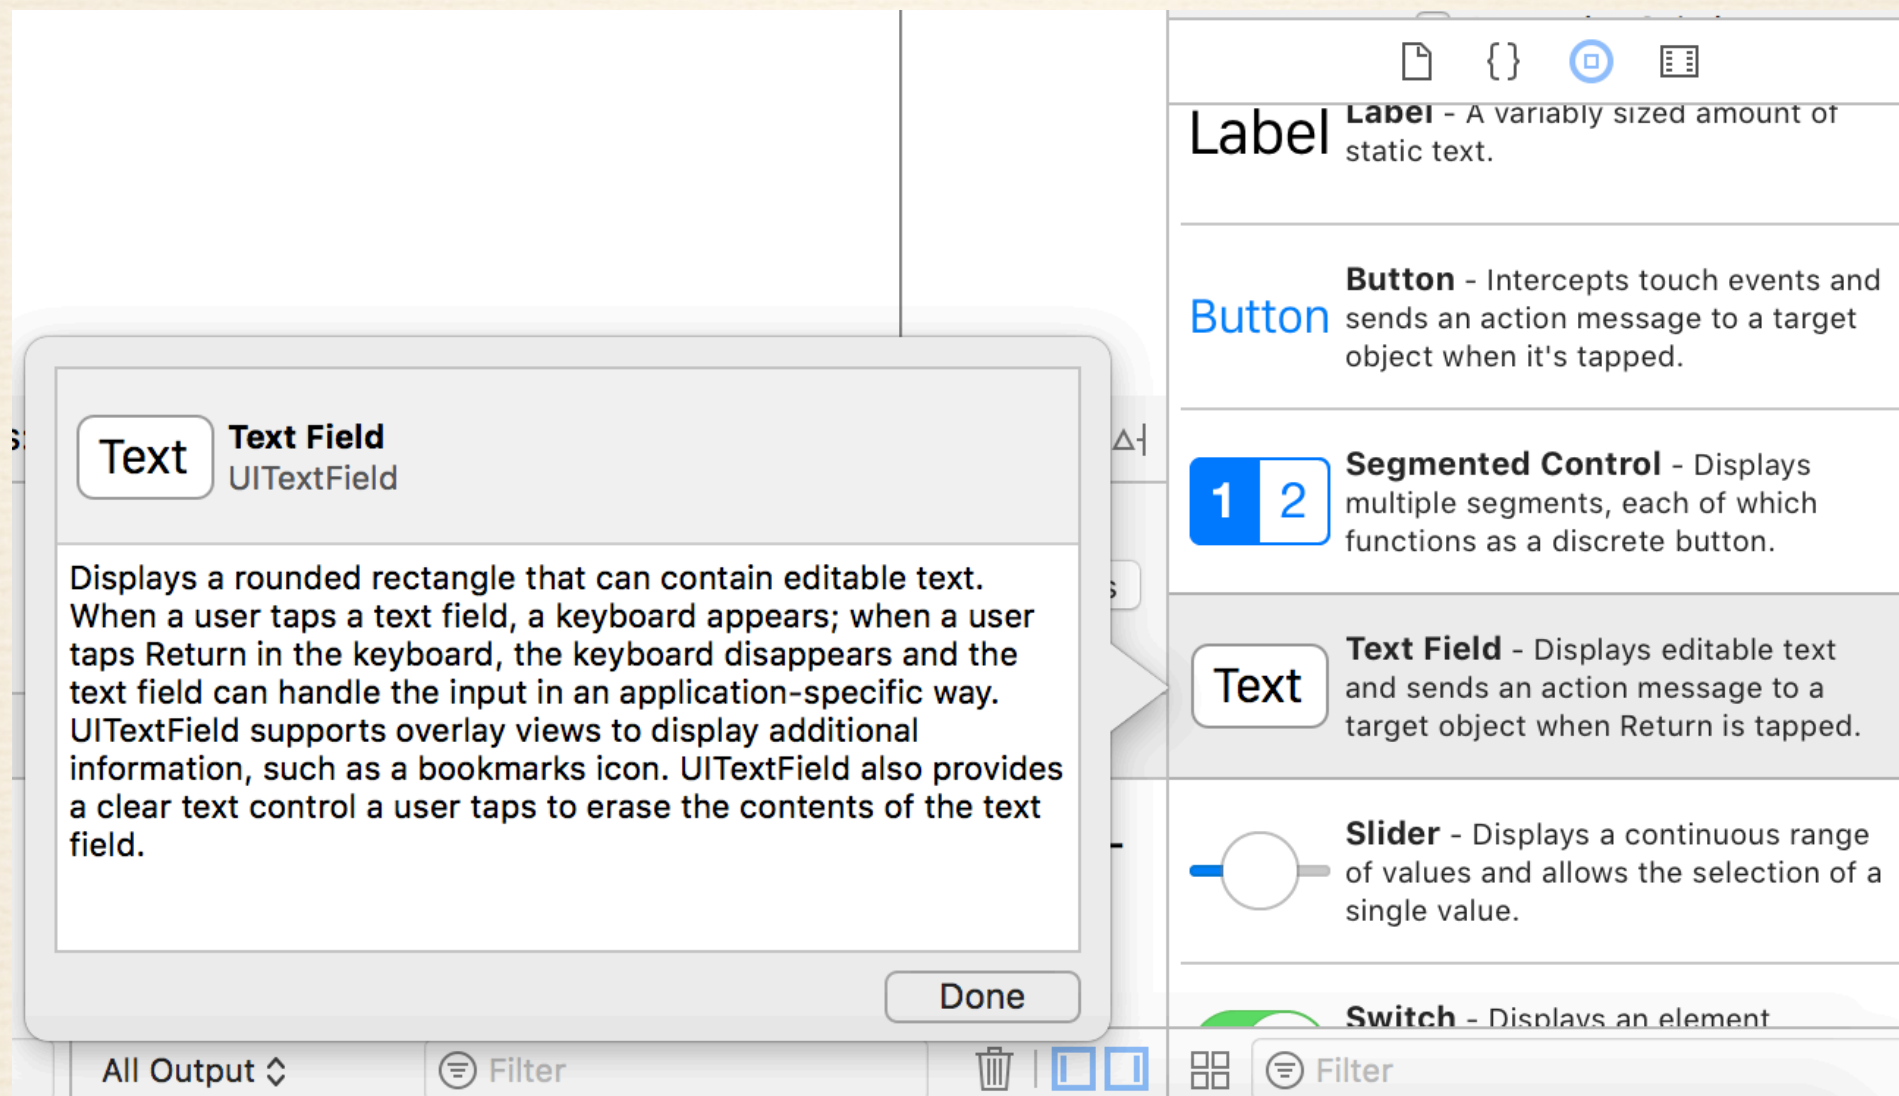 Label
Label - A variably sized amount of
static text.
Button
Button - Intercepts touch events and
sends an action message to a target
object when it's tapped.
1 2
Segmented Control - Displays
multiple segments, each of which
functions as a discrete button.
Text
Text Field - Displays editable text
and sends an action message to a
target object when Return is tapped.
Slider - Displays a continuous range
of values and allows the selection of a
single value.
Switch - Displays an element
Text
Text Field
UITextField
Displays a rounded rectangle that can contain editable text.
When a user taps a text field, a keyboard appears; when a user
taps Return in the keyboard, the keyboard disappears and the
text field can handle the input in an application-specific way.
UITextField supports overlay views to display additional
information, such as a bookmarks icon. UITextField also provides
a clear text control a user taps to erase the contents of the text
field.
Done
All Output
Filter
Filter